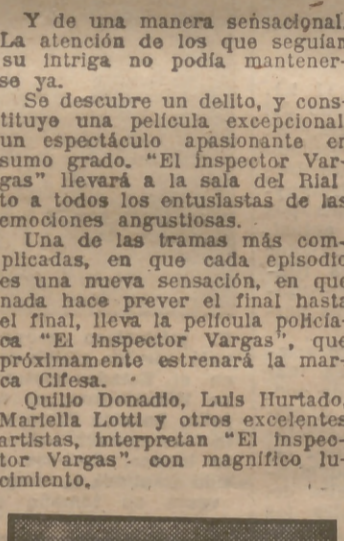 Y de una manera sensacional.
La atención de los que seguían
su intriga no podía mantener-
se ya.
Se descubre un delito, y cons-
tituye una película excepcional
un espectáculo apasionante en
sumo grado. "El inspector Var-
gas" llevará a la sala del Rial
to a todos los entusiastas de las
emociones angustiosas.
Una de las tramas más com-
plicadas, en que cada episodio
es una nueva sensación, en que
nada hace prever el final hasta
el final, lleva la película policía-
ca "El inspector Vargas", que
próximamente estrenará la mar-
ca Cifesa.
Quilio Donadio, Luis Hurtado,
Mariella Lotti y otros excelentes
artistas, interpretan "El inspec-
tor Vargas" con magnífico lu-
cimiento.